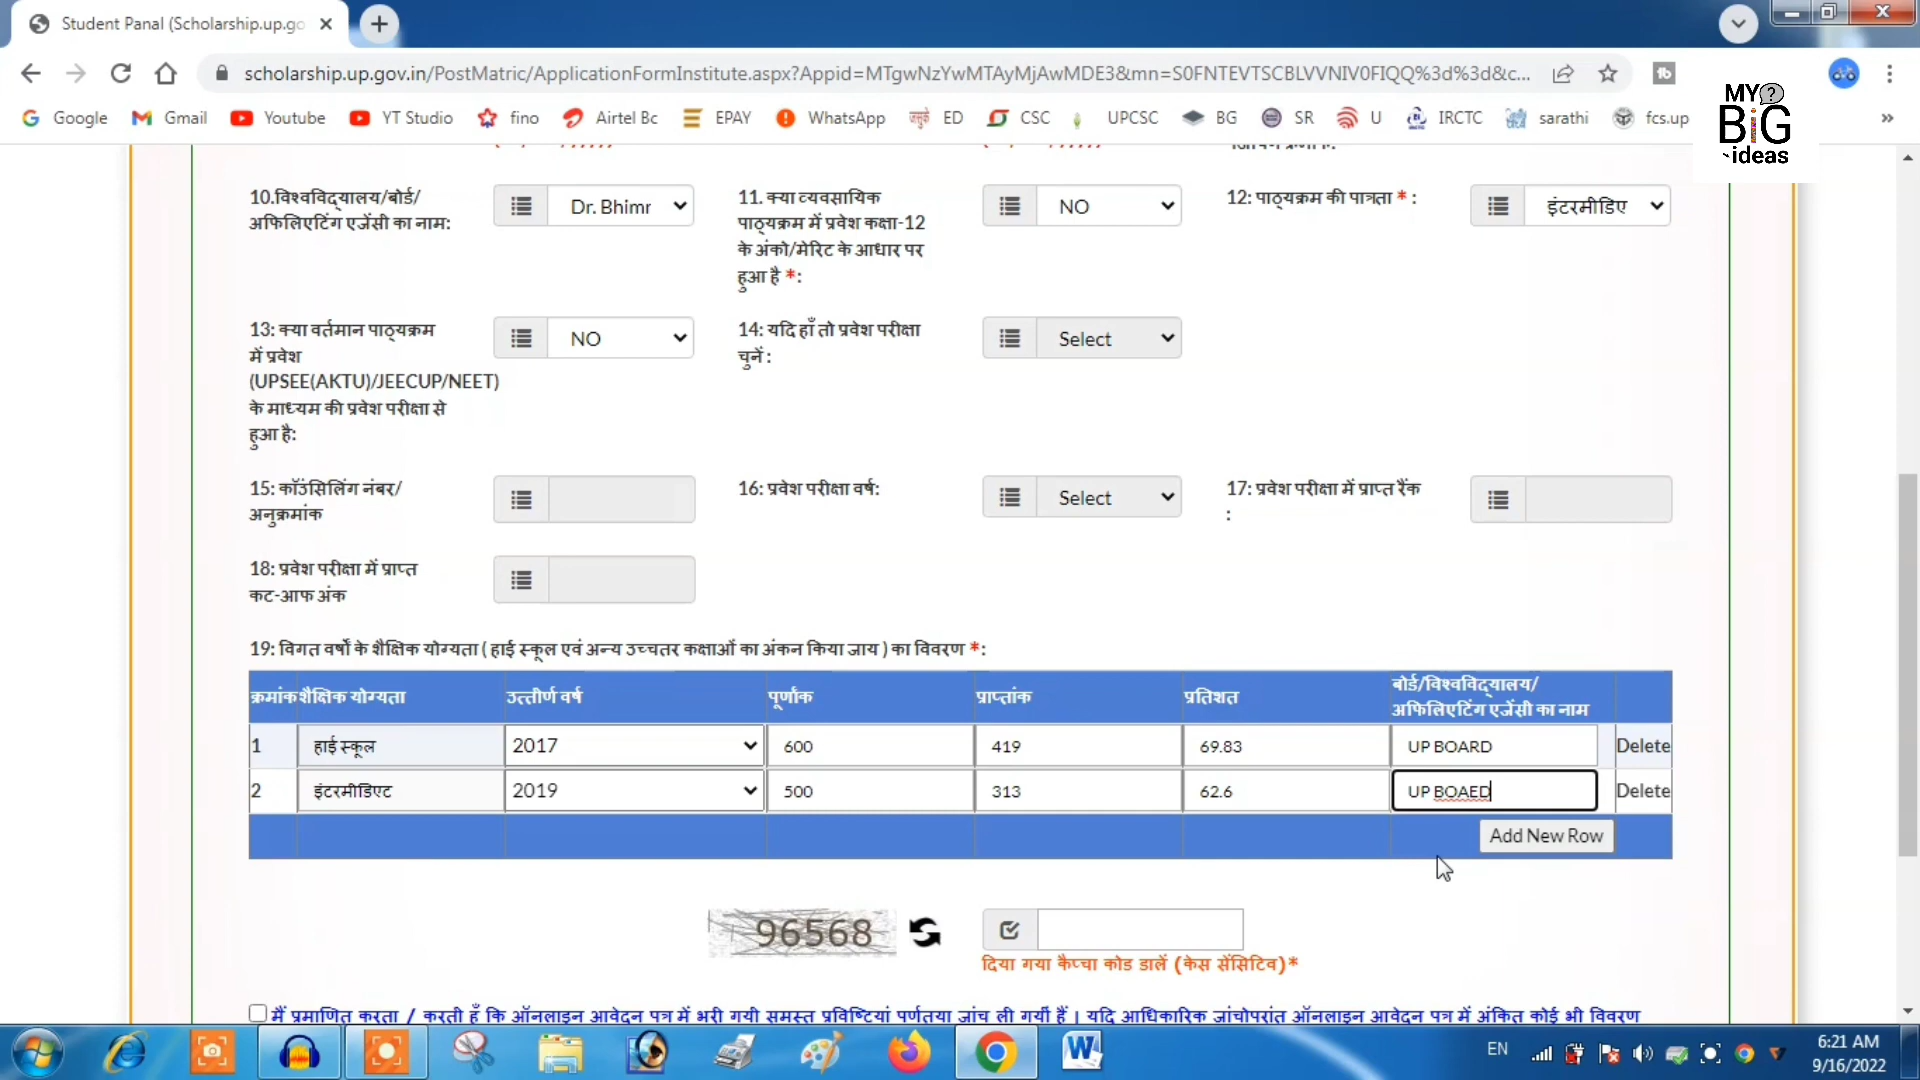 Student Panal (Scholarship.up.go
scholarship.up.gov.in/PostMatric/ApplicationFormInstitute.aspx?Appid=MTgwNzYwMTAyMjAwMDE3&mn=S0FNTEVTSCBLVVNIV0FIQQ%3d%3d&c...
Google Gmail Youtube YT Studio fino Airtel Bc EPAY WhatsApp ED CSC UPCSC BG SR U IRCTC sarathi fcs.up »
MY?
BiG
ideas
10.विश्वविद्यालय/बोर्ड/
अफिलिएटिंग एजेंसी का नाम:
Dr. Bhimr
11. क्या व्यवसायिक
पाठ्यक्रम में प्रवेश कक्षा-12
के अंको/मेरिट के आधार पर
हुआ है *:
NO
12: पाठ्यक्रम की पात्रता * :
इंटरमीडिए
13: क्या वर्तमान पाठ्यक्रम
में प्रवेश
(UPSEE(AKTU)/JEECUP/NEET)
के माध्यम की प्रवेश परीक्षा से
हुआ है:
NO
14: यदि हाँ तो प्रवेश परीक्षा
चुनें :
Select
15: कॉउंसिलिंग नंबर/
अनुक्रमांक
16: प्रवेश परीक्षा वर्ष:
Select
17: प्रवेश परीक्षा में प्राप्त रैंक
:
18: प्रवेश परीक्षा में प्राप्त
कट-आफ अंक
19: विगत वर्षों के शैक्षिक योग्यता ( हाई स्कूल एवं अन्य उच्चतर कक्षाओं का अंकन किया जाय ) का विवरण *:
क्रमांक शैक्षिक योग्यता उत्तीर्ण वर्ष पूर्णांक प्राप्तांक प्रतिशत बोर्ड/विश्वविद्यालय/
अफिलिएटिंग एजेंसी का नाम
1 हाई स्कूल 2017 600 419 69.83 UP BOARD Delete
2 इंटरमीडिएट 2019 500 313 62.6 UP BOAED Delete
Add New Row
96568
दिया गया कैप्चा कोड डालें (केस सेंसिटिव)*
मैं प्रमाणित करता / करती हूँ कि ऑनलाइन आवेदन पत्र में भरी गयी समस्त प्रविष्टियां पूर्णतया जांच ली गयीं हैं । यदि आधिकारिक जांचोपरांत ऑनलाइन आवेदन पत्र में अंकित कोई भी विवरण
EN
6:21 AM
9/16/2022